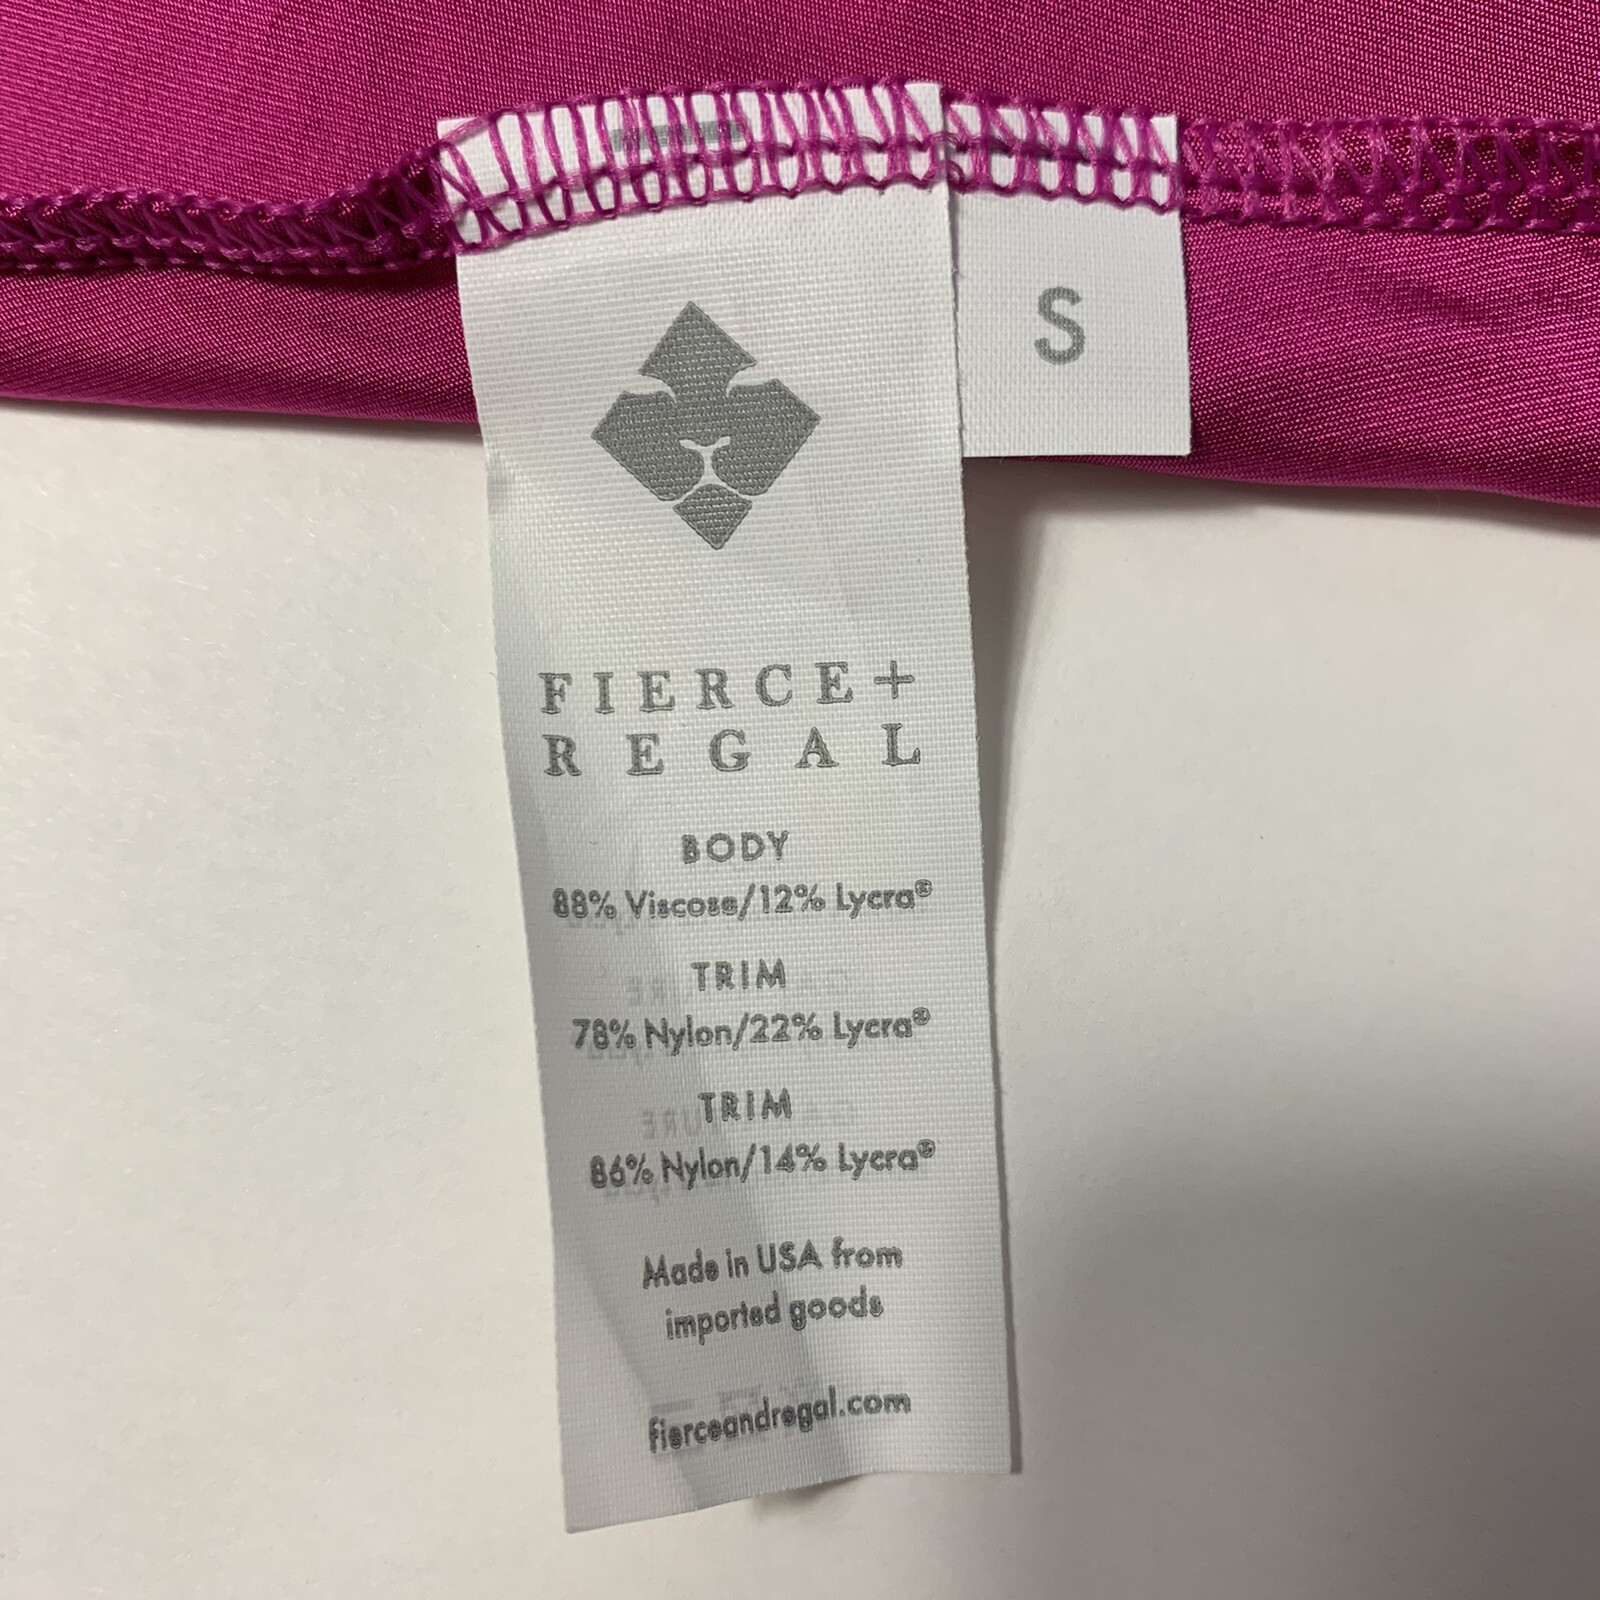 S
FIERCE+
REGAL
BODY
88% Viscose/12% Lycra®
TRIM
78% Nylon/22% Lycra®
TRIM
86% Nylon/14% Lycra®
Made in USA from
imported goods
fierceandregal.com